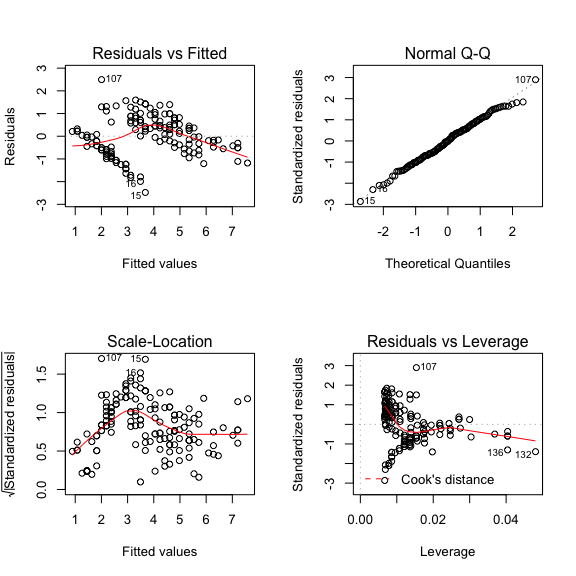 Residuals vs Fitted
Residuals
-3
-1
0
1
2
3
107
16
15
1 2 3 4 5 6 7
Fitted values
Normal Q-Q
Standardized residuals
-3
-1
0
1
2
3
107
16
15
-2 -1 0 1 2
Theoretical Quantiles
Scale-Location
√|Standardized residuals|
0.0
0.5
1.0
1.5
107
15
16
1 2 3 4 5 6 7
Fitted values
Residuals vs Leverage
Standardized residuals
-3
-1
0
1
2
3
107
136
132
Cook's distance
0.00 0.02 0.04
Leverage